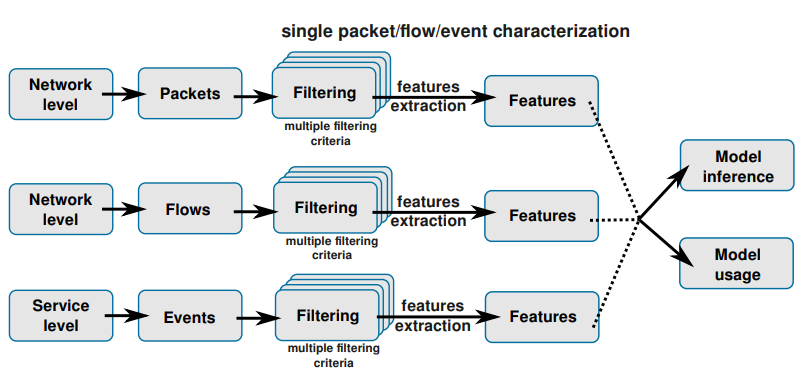 single packet/flow/event characterization
Network
level
Packets
Filtering
multiple filtering
criteria
features
extraction
Features
Network
level
Flows
Filtering
multiple filtering
criteria
features
extraction
Features
Service
level
Events
Filtering
multiple filtering
criteria
features
extraction
Features
Model
inference
Model
usage